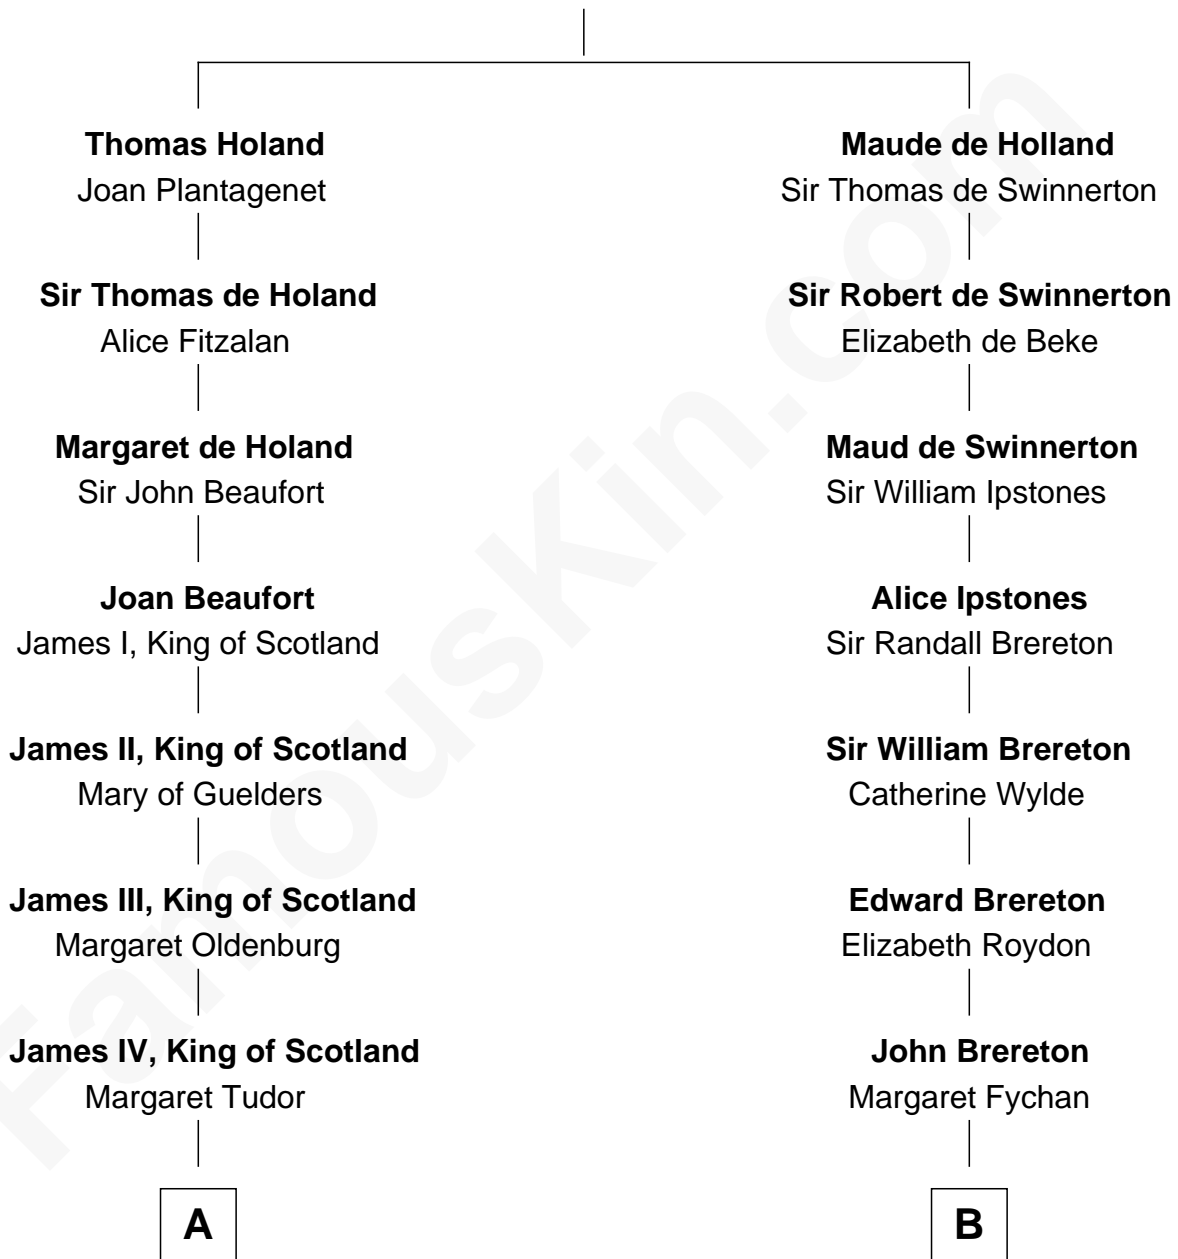 Thomas Holand
Joan Plantagenet
Maude de Holland
Sir Thomas de Swinnerton
Sir Thomas de Holand
Alice Fitzalan
Sir Robert de Swinnerton
Elizabeth de Beke
Margaret de Holand
Sir John Beaufort
Maud de Swinnerton
Sir William Ipstones
Joan Beaufort
James I, King of Scotland
Alice Ipstones
Sir Randall Brereton
James II, King of Scotland
Mary of Guelders
Sir William Brereton
Catherine Wylde
James III, King of Scotland
Margaret Oldenburg
Edward Brereton
Elizabeth Roydon
James IV, King of Scotland
Margaret Tudor
John Brereton
Margaret Fychan
A
B
FamousKin.com